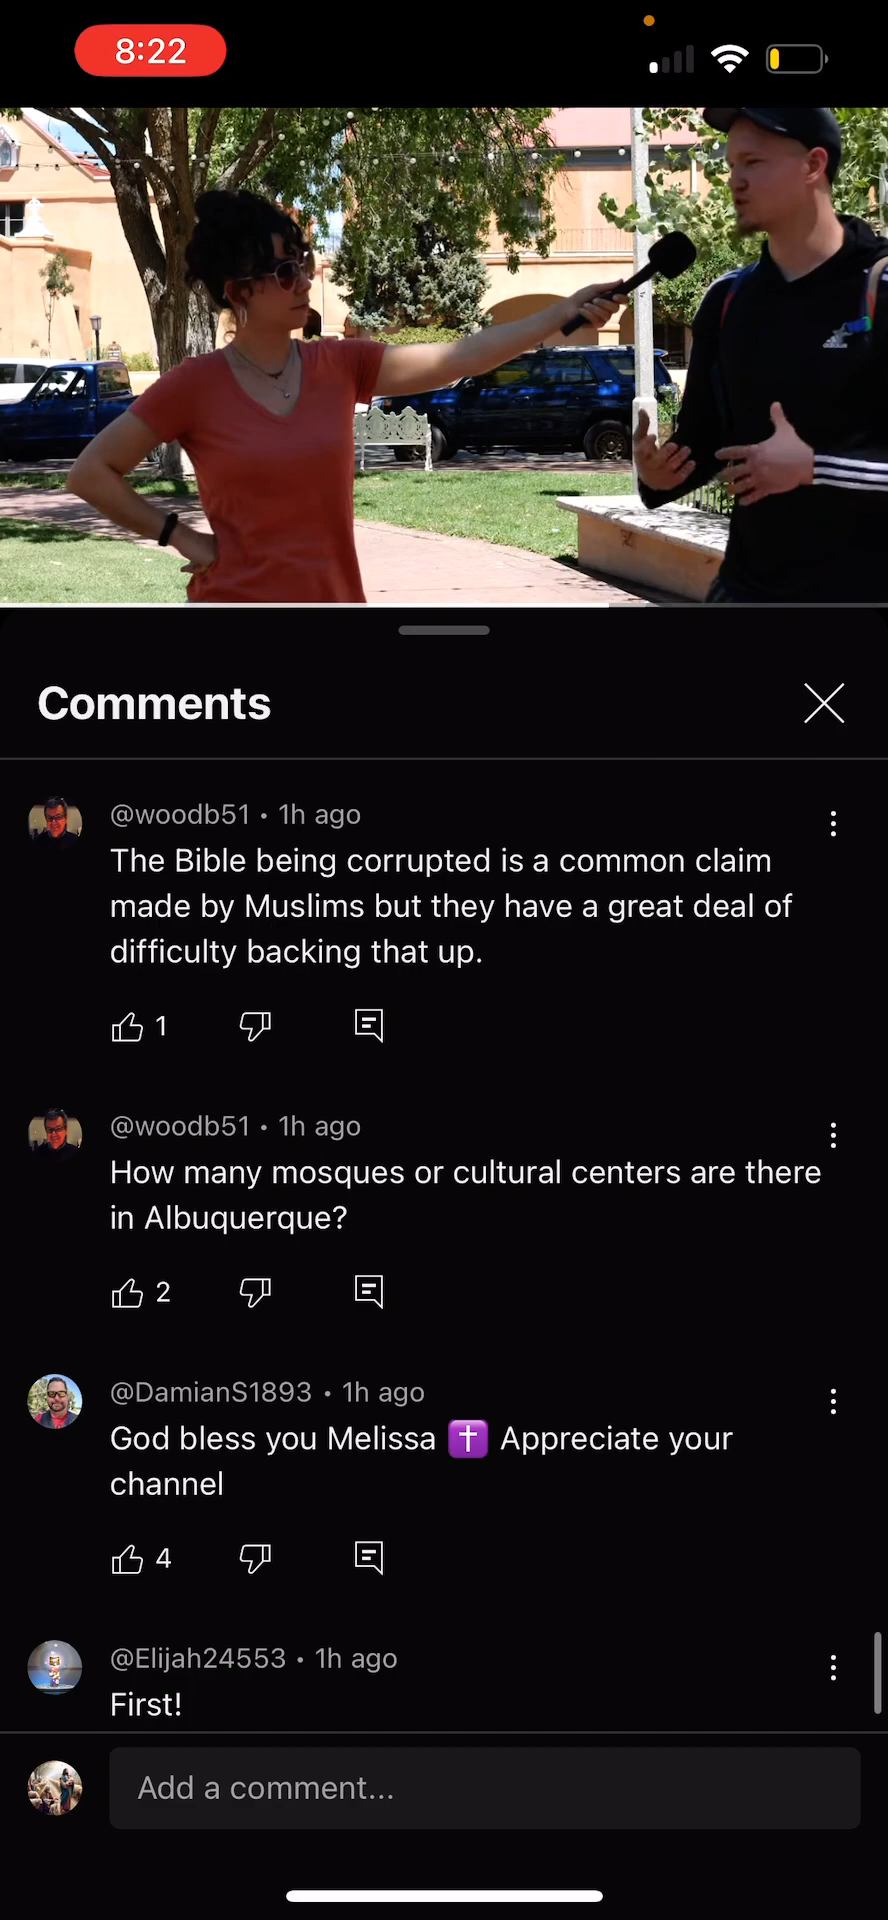 8:22
Comments
@woodb51 • 1h ago
The Bible being corrupted is a common claim
made by Muslims but they have a great deal of
difficulty backing that up.
1
@woodb51 • 1h ago
How many mosques or cultural centers are there
in Albuquerque?
2
@DamianS1893 • 1h ago
God bless you Melissa ✝️ Appreciate your
channel
4
@Elijah24553 • 1h ago
First!
Add a comment...